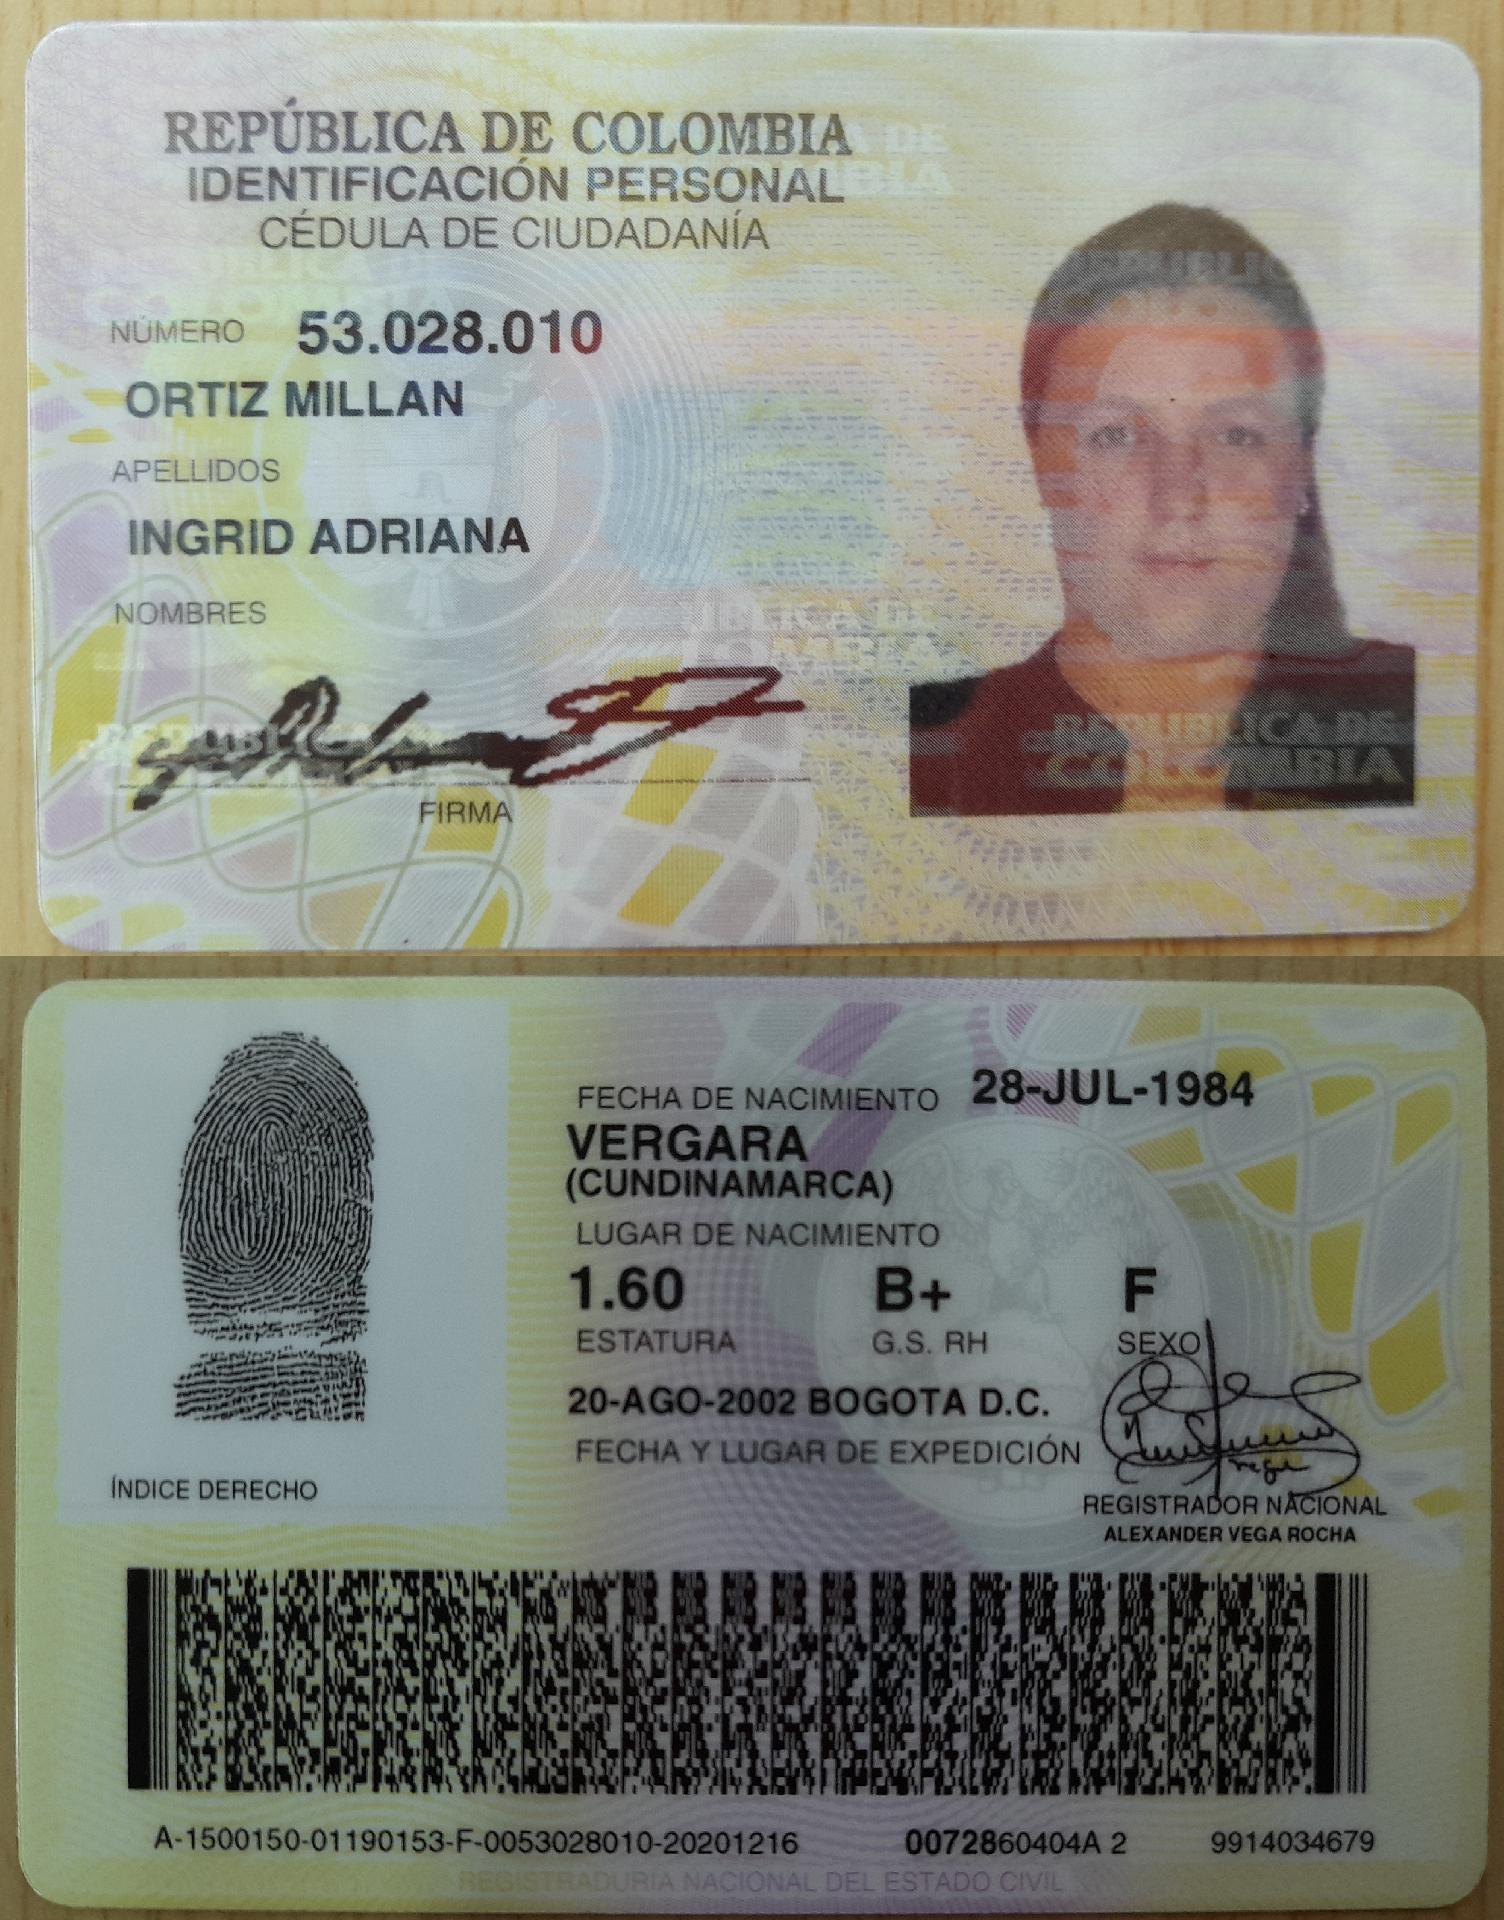 REPÚBLICA DE COLOMBIA
IDENTIFICACIÓN PERSONAL
CÉDULA DE CIUDADANÍA
NÚMERO 53.028.010
ORTIZ MILLAN
APELLIDOS
INGRID ADRIANA
NOMBRES
FIRMA
REPUBLICA DE
COLOMBIA
FECHA DE NACIMIENTO 28-JUL-1984
VERGARA
(CUNDINAMARCA)
LUGAR DE NACIMIENTO
1.60 B+ F
ESTATURA G.S. RH SEXO
20-AGO-2002 BOGOTA D.C.
FECHA Y LUGAR DE EXPEDICIÓN
ÍNDICE DERECHO
REGISTRADOR NACIONAL
ALEXANDER VEGA ROCHA
A-1500150-01190153-F-0053028010-20201216 0072860404A 2 9914034679
REGISTRADURIA NACIONAL DEL ESTADO CIVIL